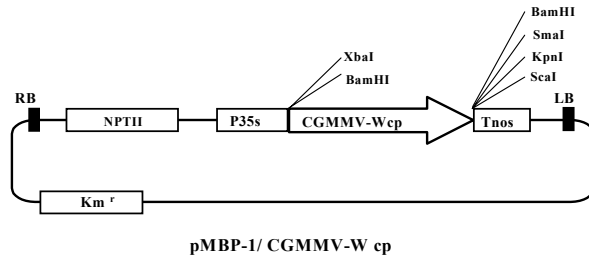 BamHI
SmaI
KpnI
ScaI
XbaI
BamHI
RB
LB
NPTII
P35s
CGMMV-Wcp
Tnos
Km r
pMBP-1/ CGMMV-W cp